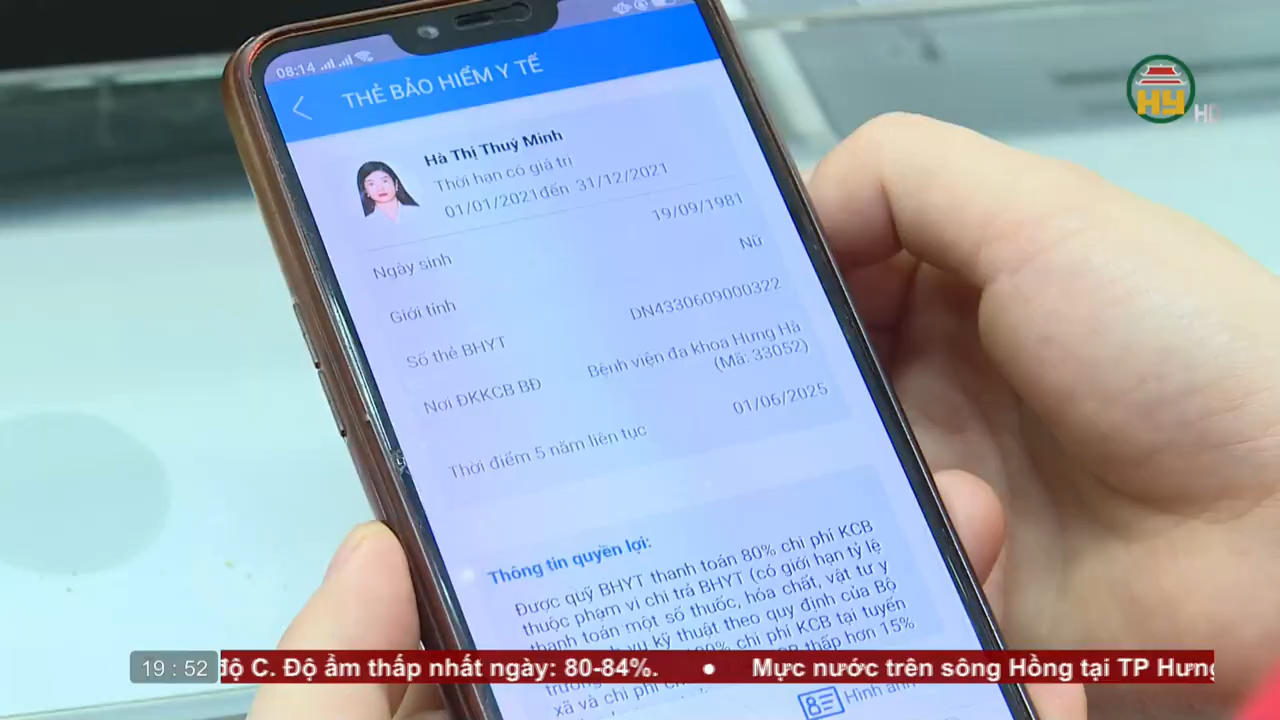 08:14
THẺ BẢO HIỂM Y TẾ
HY
HD
Hà Thị Thuỷ Minh
Thời hạn có giá trị
01/01/2021 đến 31/12/2021
Ngày sinh 19/09/1981
Giới tính Nữ
Số thẻ BHYT DN4330609000322
Nơi ĐKKCB BĐ Bệnh viện đa khoa Hưng Hà
(Mã: 33052)
Thời điểm 5 năm liên tục 01/06/2025
Thông tin quyền lợi:
Được quỹ BHYT thanh toán 80% chi phí KCB
thuộc phạm vi chi trả BHYT (có giới hạn tỷ lệ
thanh toán một số thuốc, hóa chất, vật tư y
vụ kỹ thuật theo quy định của Bộ
chi phí KCB tại tuyến
thấp hơn 15%
xã và chi phí
Hình ảnh
19 : 52
độ C. Độ ẩm thấp nhất ngày: 80-84%. ● Mực nước trên sông Hồng tại TP Hưng